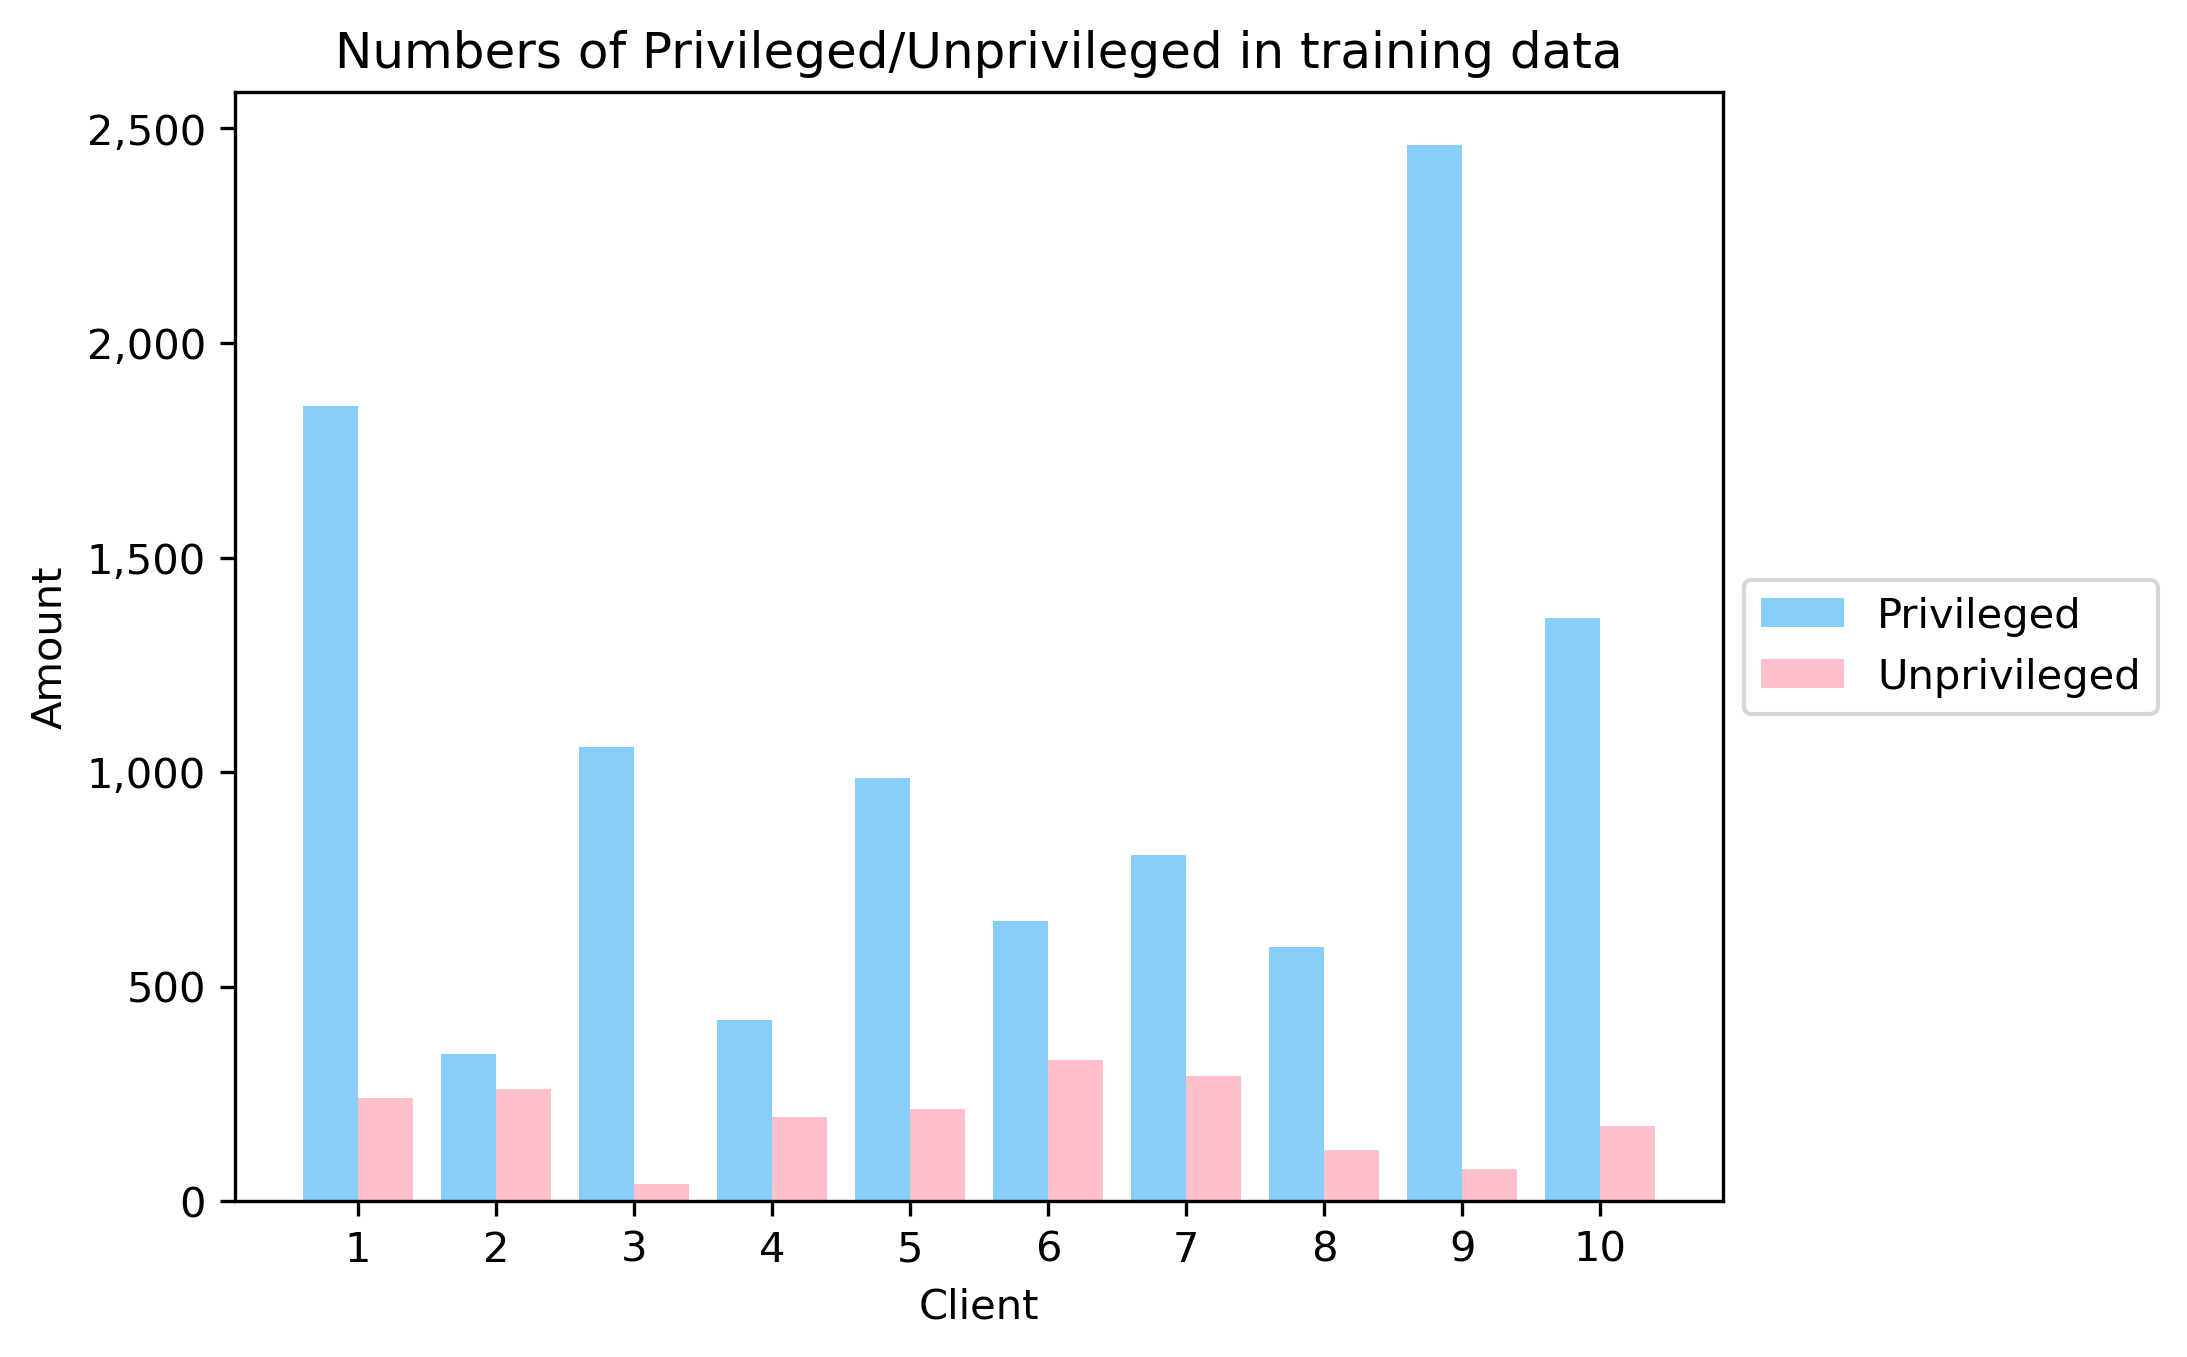 Numbers of Privileged/Unprivileged in training data
2,500
2,000
1,500
1,000
500
0
Amount
1 2 3 4 5 6 7 8 9 10
Client
Privileged
Unprivileged